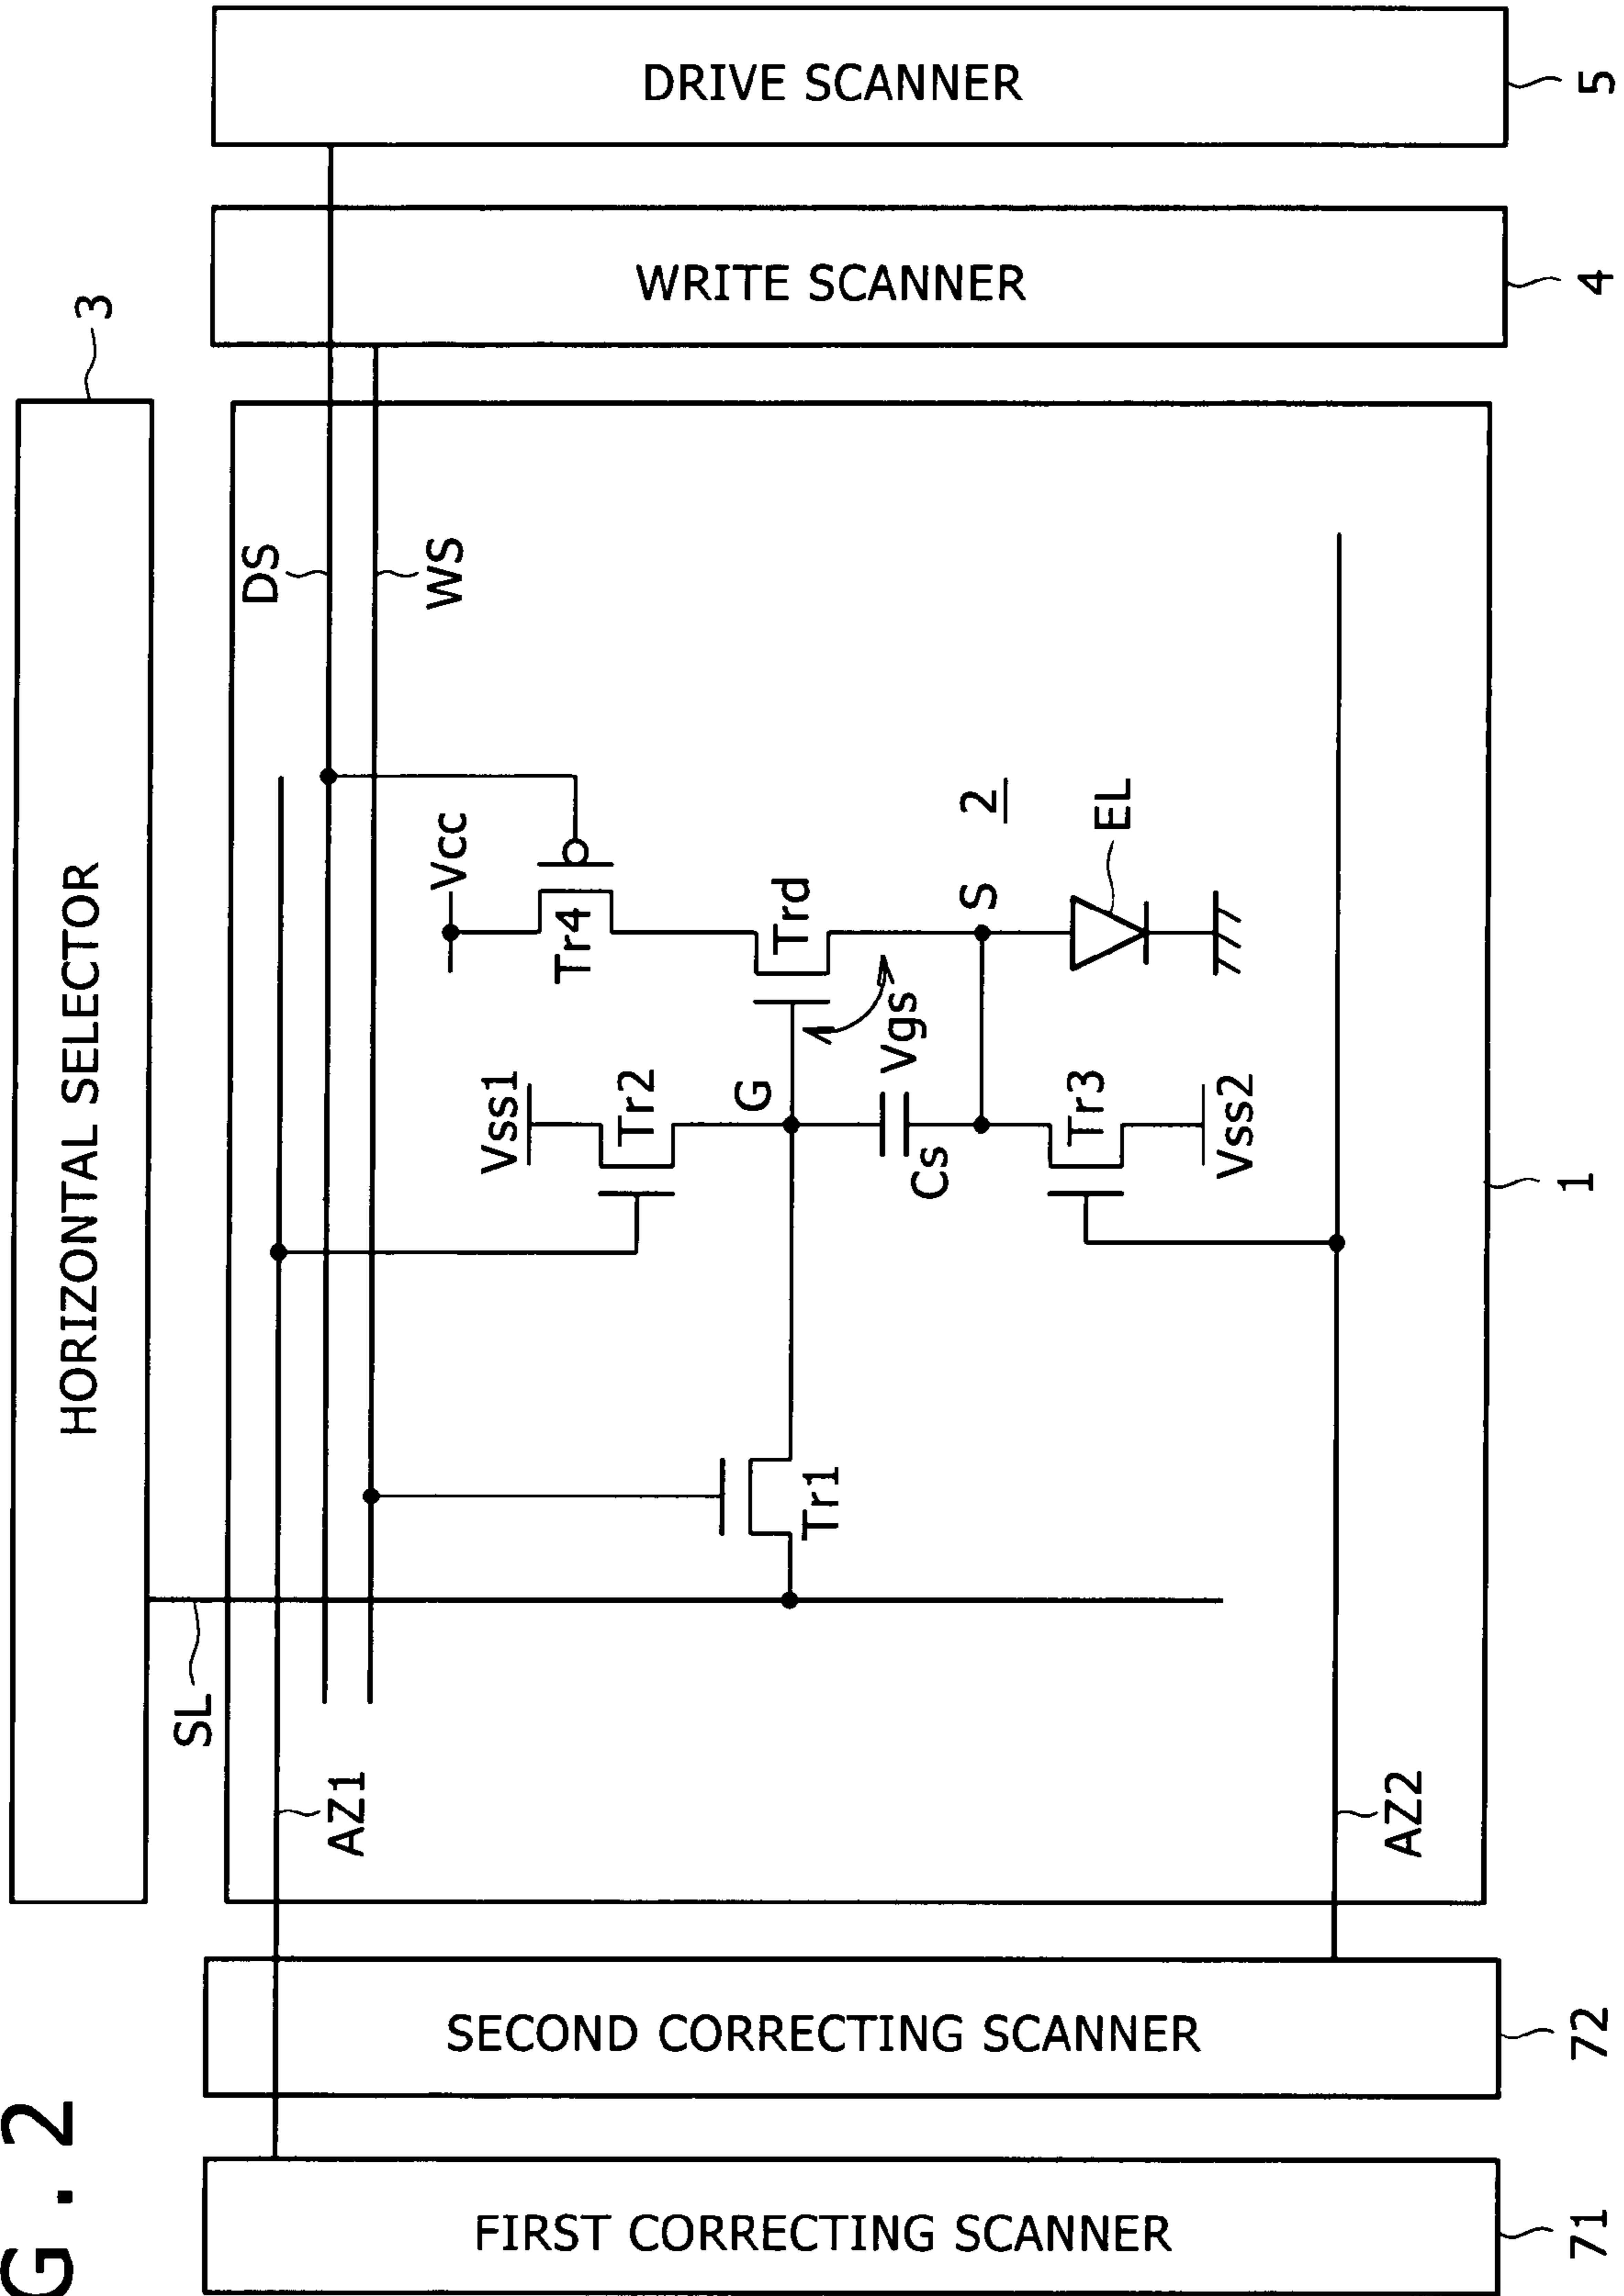 G. 2
HORIZONTAL SELECTOR
3
SL
DS
WS
AZ1
Vcc
Vss1
Tr4
Tr2
Trd
G
Vgs
S
2
Cs
EL
Tr1
Tr3
Vss2
AZ2
1
FIRST CORRECTING SCANNER
71
SECOND CORRECTING SCANNER
72
WRITE SCANNER
4
DRIVE SCANNER
5